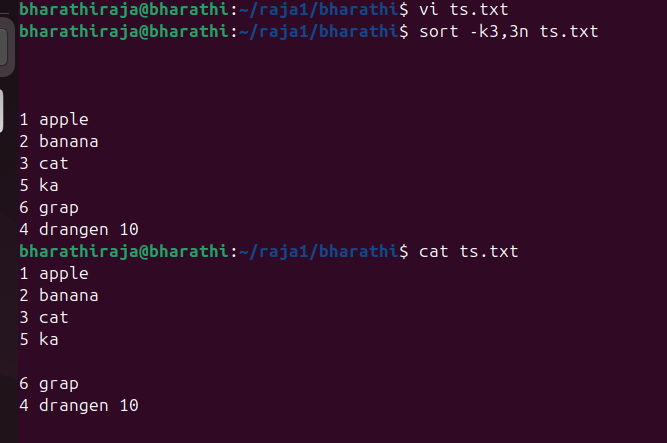 bharathiraja@bharathi:~/raja1/bharathi$ vi ts.txt
bharathiraja@bharathi:~/raja1/bharathi$ sort -k3,3n ts.txt
1 apple
2 banana
3 cat
5 ka
6 grap
4 drangen 10
bharathiraja@bharathi:~/raja1/bharathi$ cat ts.txt
1 apple
2 banana
3 cat
5 ka
6 grap
4 drangen 10